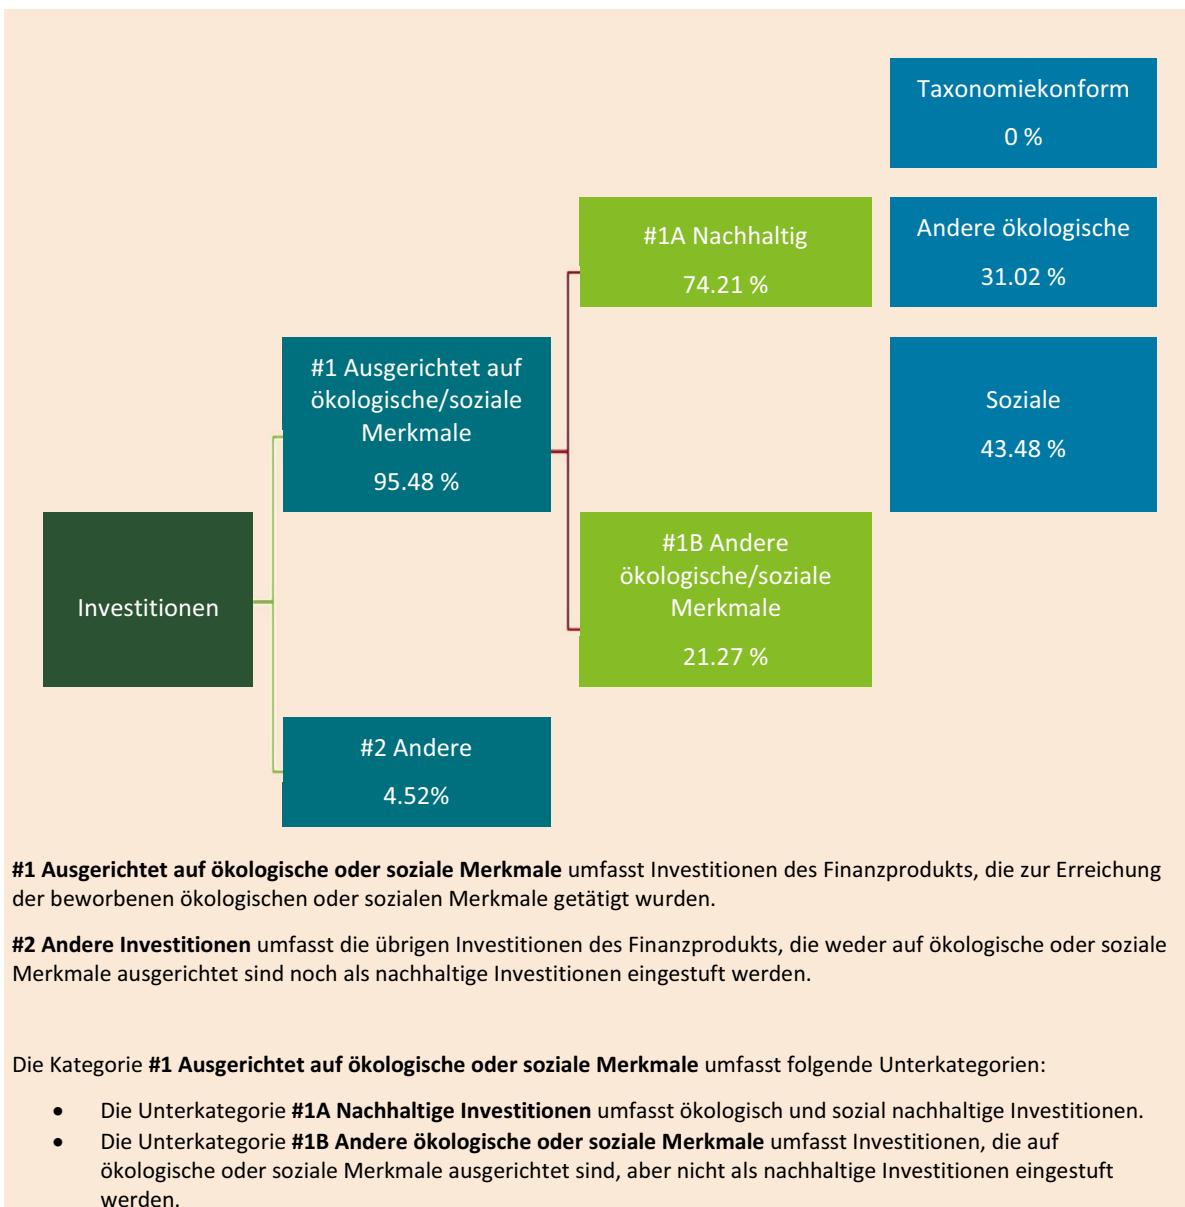 Taxonomiekonform
0 %
#1A Nachhaltig
74.21 %
Andere ökologische
31.02 %
#1 Ausgerichtet auf
ökologische/soziale
Merkmale
95.48 %
Soziale
43.48 %
Investitionen
#1B Andere
ökologische/soziale
Merkmale
21.27 %
#2 Andere
4.52%
#1 Ausgerichtet auf ökologische oder soziale Merkmale umfasst Investitionen des Finanzprodukts, die zur Erreichung
der beworbenen ökologischen oder sozialen Merkmale getätigt wurden.
#2 Andere Investitionen umfasst die übrigen Investitionen des Finanzprodukts, die weder auf ökologische oder soziale
Merkmale ausgerichtet sind noch als nachhaltige Investitionen eingestuft werden.
Die Kategorie #1 Ausgerichtet auf ökologische oder soziale Merkmale umfasst folgende Unterkategorien:
• Die Unterkategorie #1A Nachhaltige Investitionen umfasst ökologisch und sozial nachhaltige Investitionen.
• Die Unterkategorie #1B Andere ökologische oder soziale Merkmale umfasst Investitionen, die auf
ökologische oder soziale Merkmale ausgerichtet sind, aber nicht als nachhaltige Investitionen eingestuft
werden.